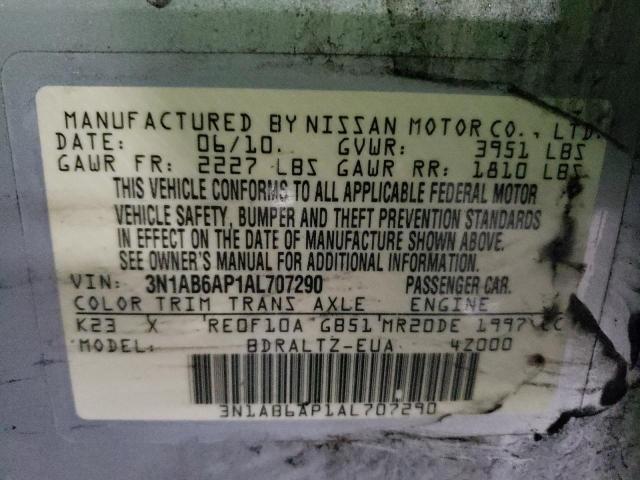 MANUFACTURED BY NISSAN MOTOR CO., LTD.
DATE: 06/10. GVWR: 3951 LBS
GAWR FR: 2227 LBS GAWR RR: 1810 LBS
THIS VEHICLE CONFORMS TO ALL APPLICABLE FEDERAL MOTOR
VEHICLE SAFETY, BUMPER AND THEFT PREVENTION STANDARDS
IN EFFECT ON THE DATE OF MANUFACTURE SHOWN ABOVE.
SEE OWNER'S MANUAL FOR ADDITIONAL INFORMATION.
VIN: 3N1AB6AP1AL707290 PASSENGER CAR.
COLOR TRIM TRANS AXLE ENGINE
K23 X RE0F10A GB51 MR20DE 1997 CC
MODEL: BDRALTZ-EUA 42000
3N1AB6AP1AL707290